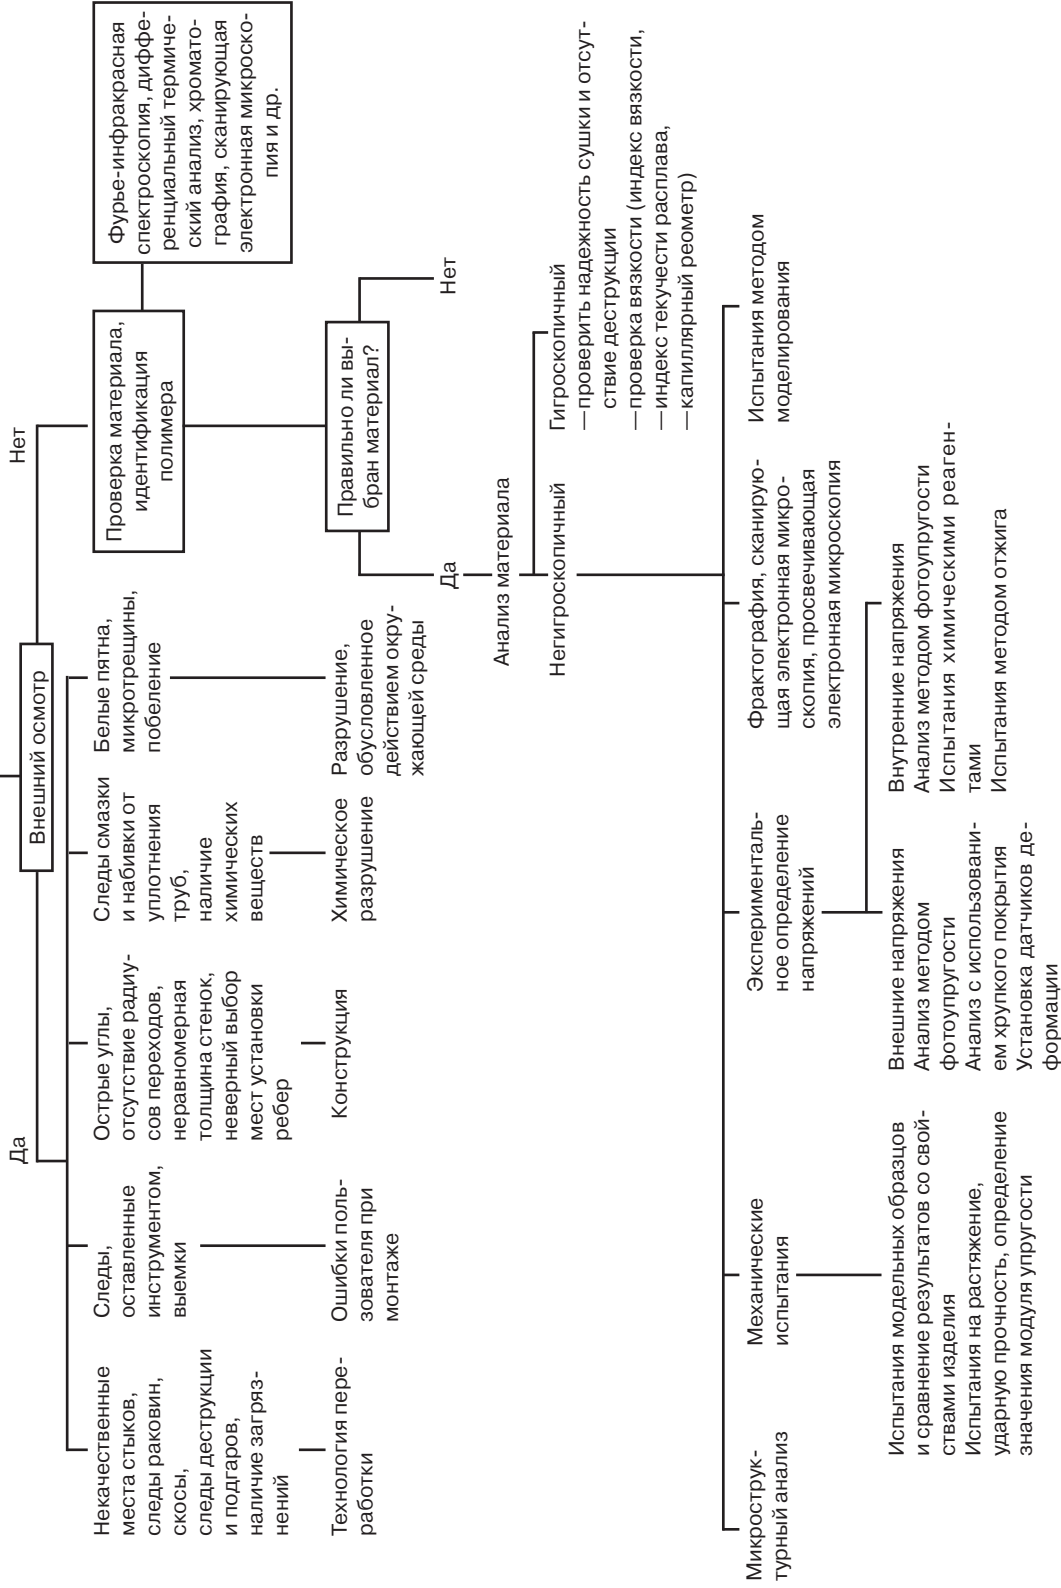 Внешний осмотр
Да
Нет
Некачественные
места стыков,
следы раковин,
скосы,
следы деструкции
и подгаров,
наличие загряз-
нений
Технология пере-
работки
Следы,
оставленные
инструментом,
выемки
Ошибки поль-
зователя при
монтаже
Острые углы,
отсутствие радиу-
сов переходов,
неравномерная
толщина стенок,
неверный выбор
мест установки
ребер
Конструкция
Следы смазки
и набивки от
уплотнения
труб,
наличие
химических
веществ
Химическое
разрушение
Белые пятна,
микротрещины,
побеление
Разрушение,
обусловленное
действием окру-
жающей среды
Проверка материала,
идентификация
полимера
Фурье-инфракрасная
спектроскопия, диффе-
ренциальный термиче-
ский анализ, хромато-
графия, сканирующая
электронная микроско-
пия и др.
Правильно ли вы-
бран материал?
Да
Нет
Анализ материала
Негигроскопичный
Гигроскопичный
—проверить надежность сушки и отсут-
ствие деструкции
—проверка вязкости (индекс вязкости,
—индекс текучести расплава,
—капиллярный реометр)
Микрострук-
турный анализ
Механические
испытания
Испытания модельных образцов
и сравнение результатов со свой-
ствами изделия
Испытания на растяжение,
ударную прочность, определение
значения модуля упругости
Эксперименталь-
ное определение
напряжений
Внешние напряжения
Анализ методом
фотоупругости
Анализ с использовани-
ем хрупкого покрытия
Установка датчиков де-
формации
Внутренние напряжения
Анализ методом фотоупругости
Испытания химическими реаген-
тами
Испытания методом отжига
Фрактография, сканирую-
щая электронная микро-
скопия, просвечивающая
электронная микроскопия
Испытания методом
моделирования